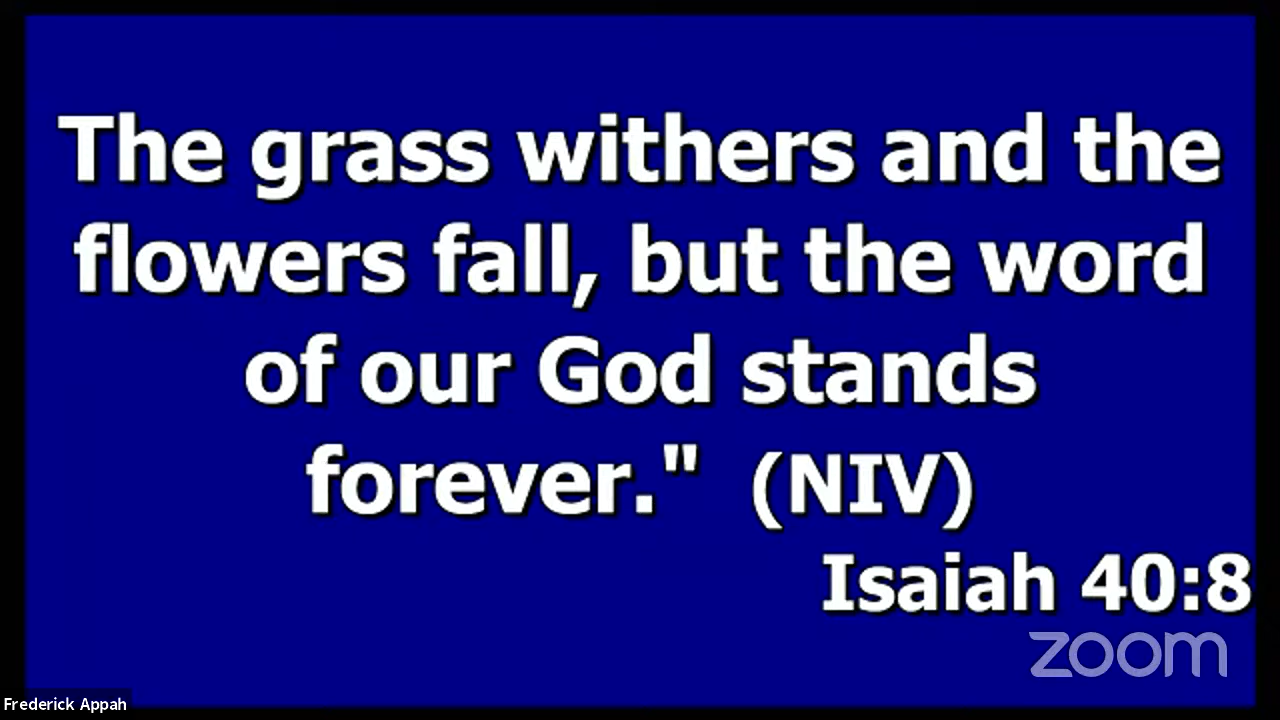 The grass withers and the
flowers fall, but the word
of our God stands
forever."  (NIV)
Isaiah 40:8
zoom
Frederick Appah